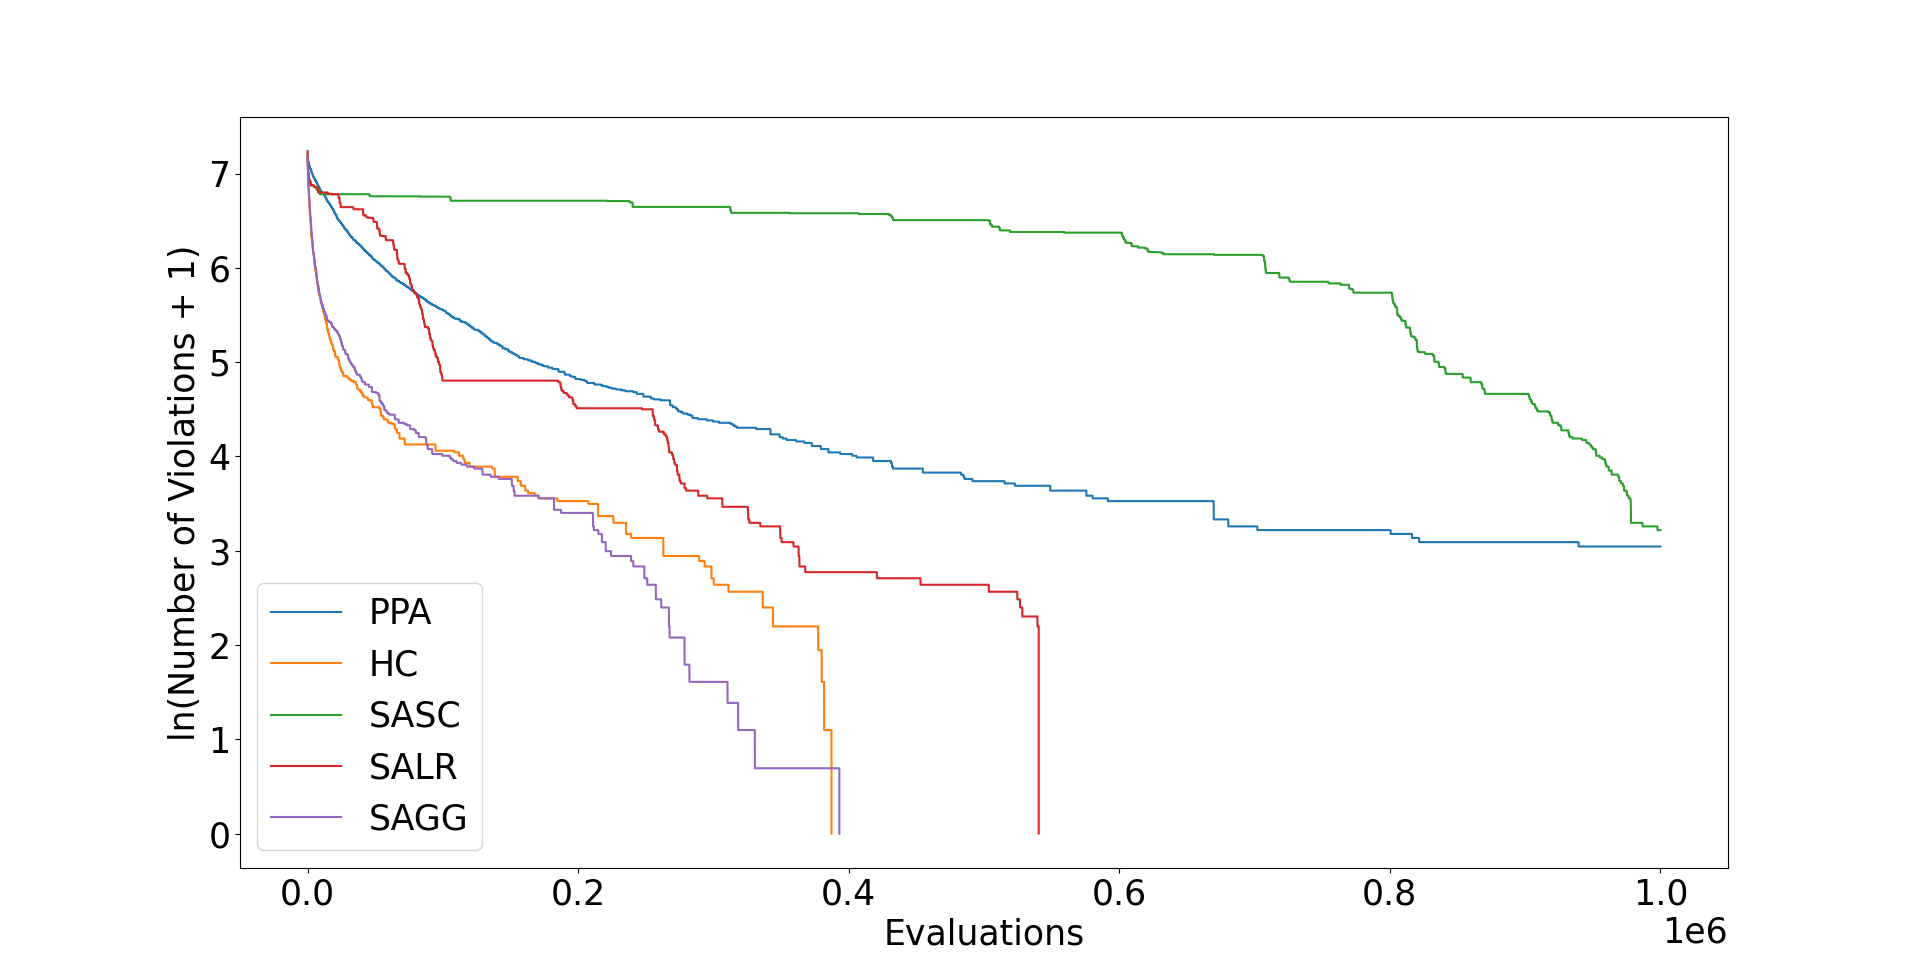 ln(Number of Violations + 1)
7
6
5
4
3
2
1
0
PPA
HC
SASC
SALR
SAGG
0.0 0.2 0.4 0.6 0.8 1.0
Evaluations
1e6